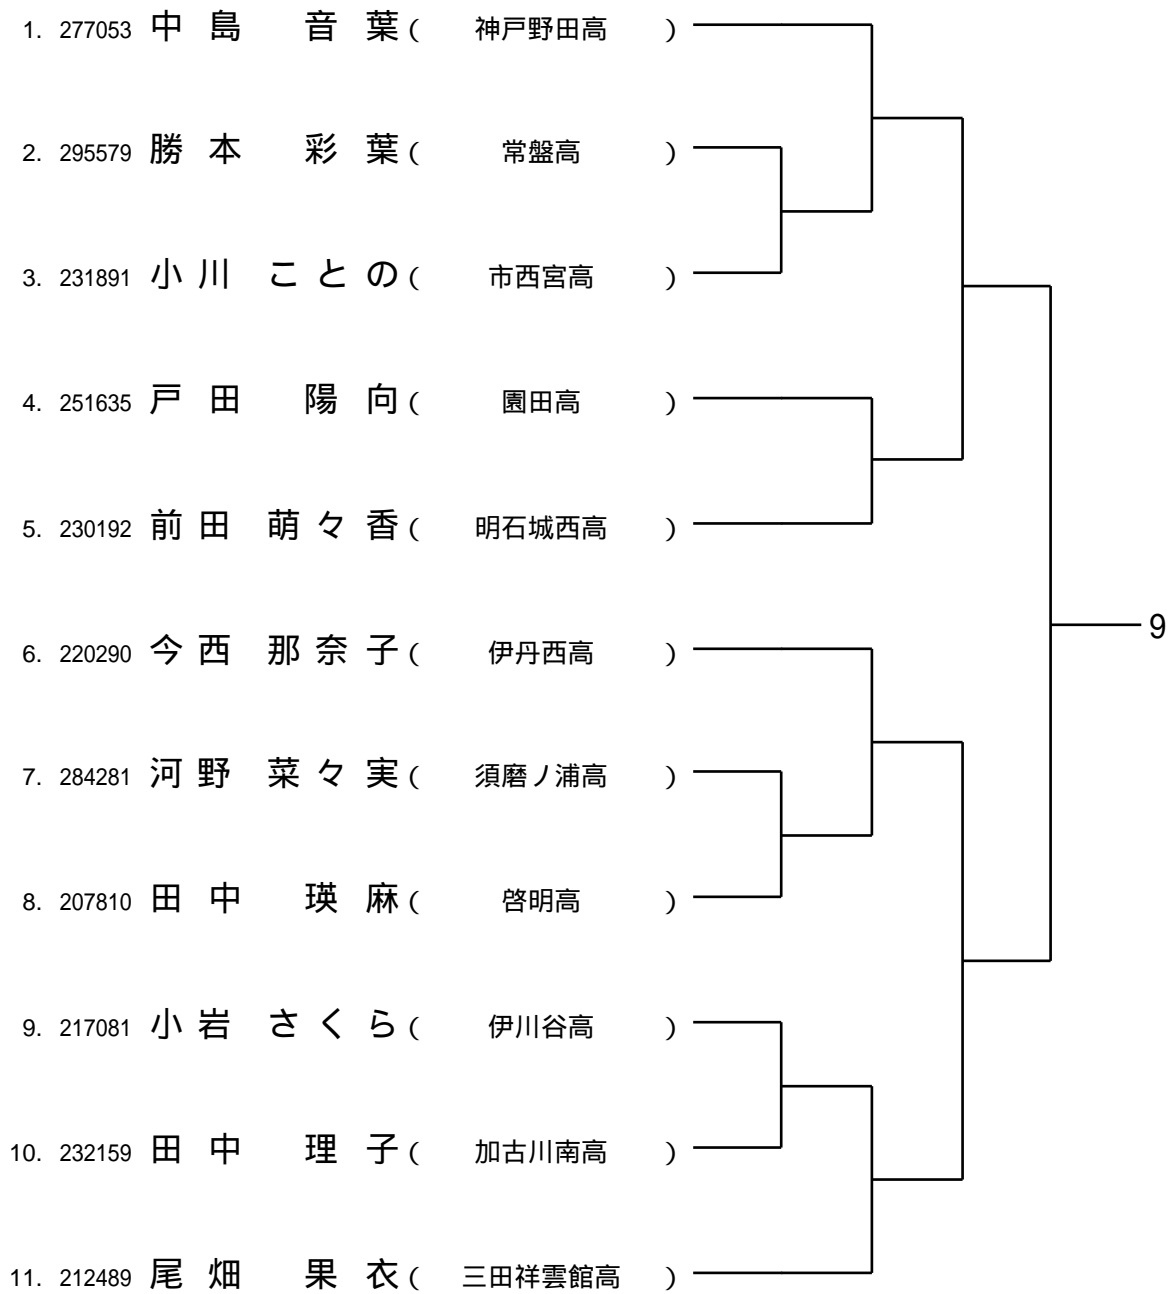 1. 277053 中島 音葉 ( 神戸野田高 )
2. 295579 勝本 彩葉 ( 常盤高 )
3. 231891 小川 ことの ( 市西宮高 )
4. 251635 戸田 陽向 ( 園田高 )
5. 230192 前田 萌々香 ( 明石城西高 )
9
6. 220290 今西 那奈子 ( 伊丹西高 )
7. 284281 河野 菜々実 ( 須磨ノ浦高 )
8. 207810 田中 瑛麻 ( 啓明高 )
9. 217081 小岩 さくら ( 伊川谷高 )
10. 232159 田中 理子 ( 加古川南高 )
11. 212489 尾畑 果衣 ( 三田祥雲館高 )